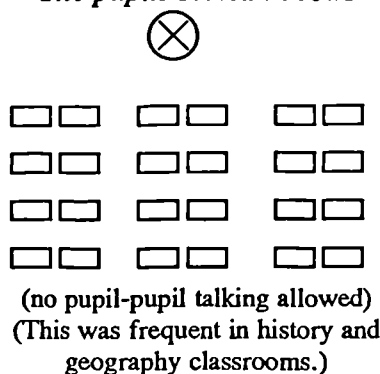 (no pupil-pupil talking allowed)
(This was frequent in history and
geography classrooms.)